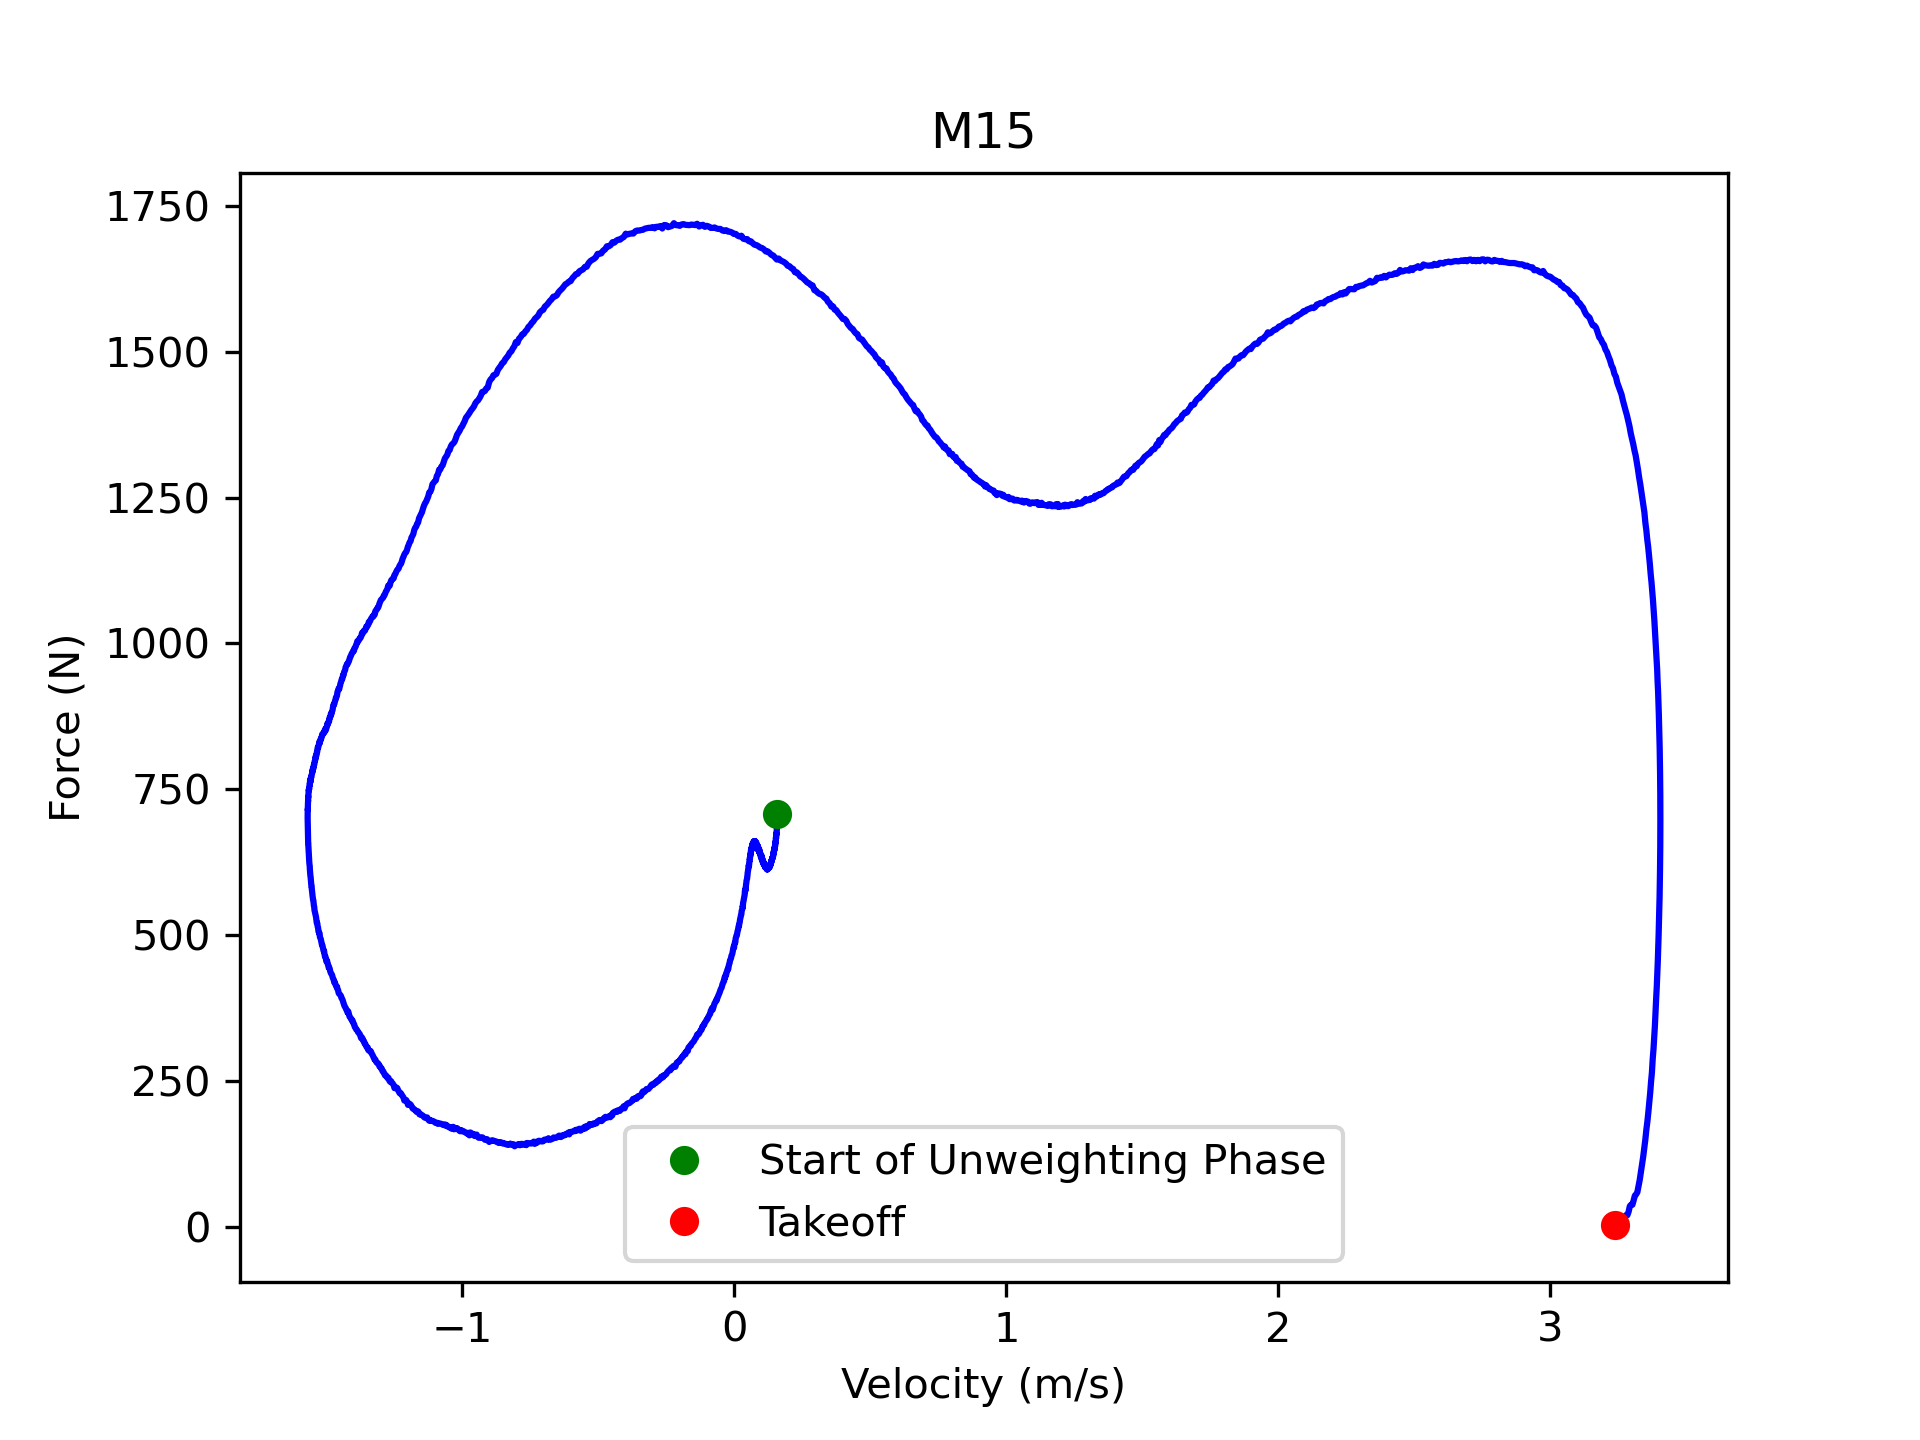 M15
1750
1500
1250
1000
750
500
250
0
Force (N)
Start of Unweighting Phase
Takeoff
−1 0 1 2 3
Velocity (m/s)